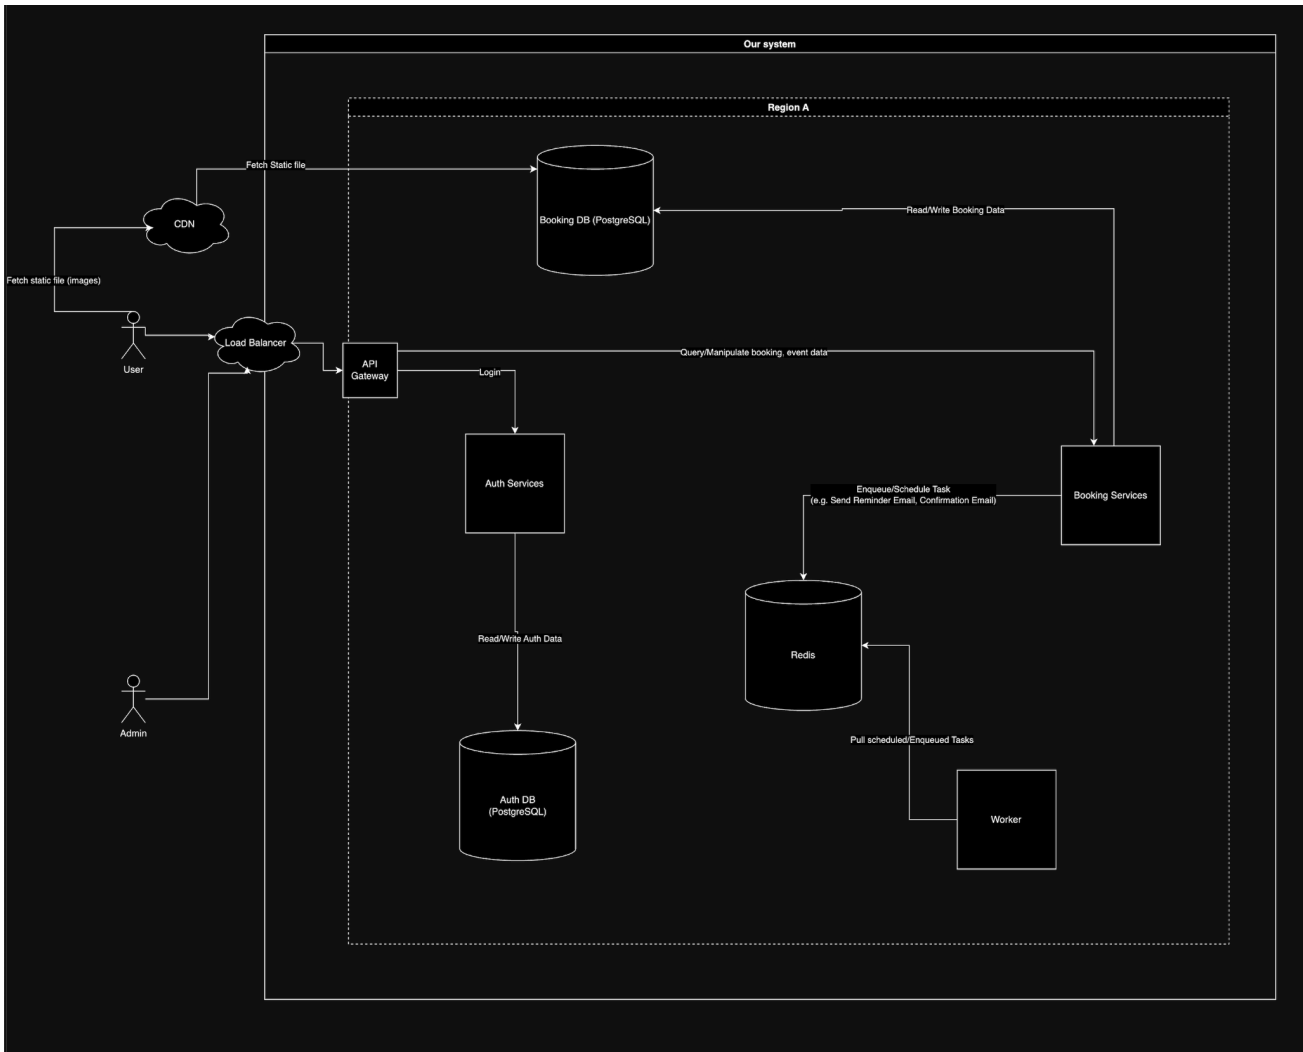 Our system
Region A
Fetch Static file
Booking DB (PostgreSQL)
Read/Write Booking Data
CDN
Fetch static file (images)
User
Load Balancer
API
Gateway
Query/Manipulate booking, event data
Login
Auth Services
Enqueue/Schedule Task
(e.g. Send Reminder Email, Confirmation Email)
Booking Services
Read/Write Auth Data
Redis
Admin
Pull scheduled/Enqueued Tasks
Auth DB
(PostgreSQL)
Worker